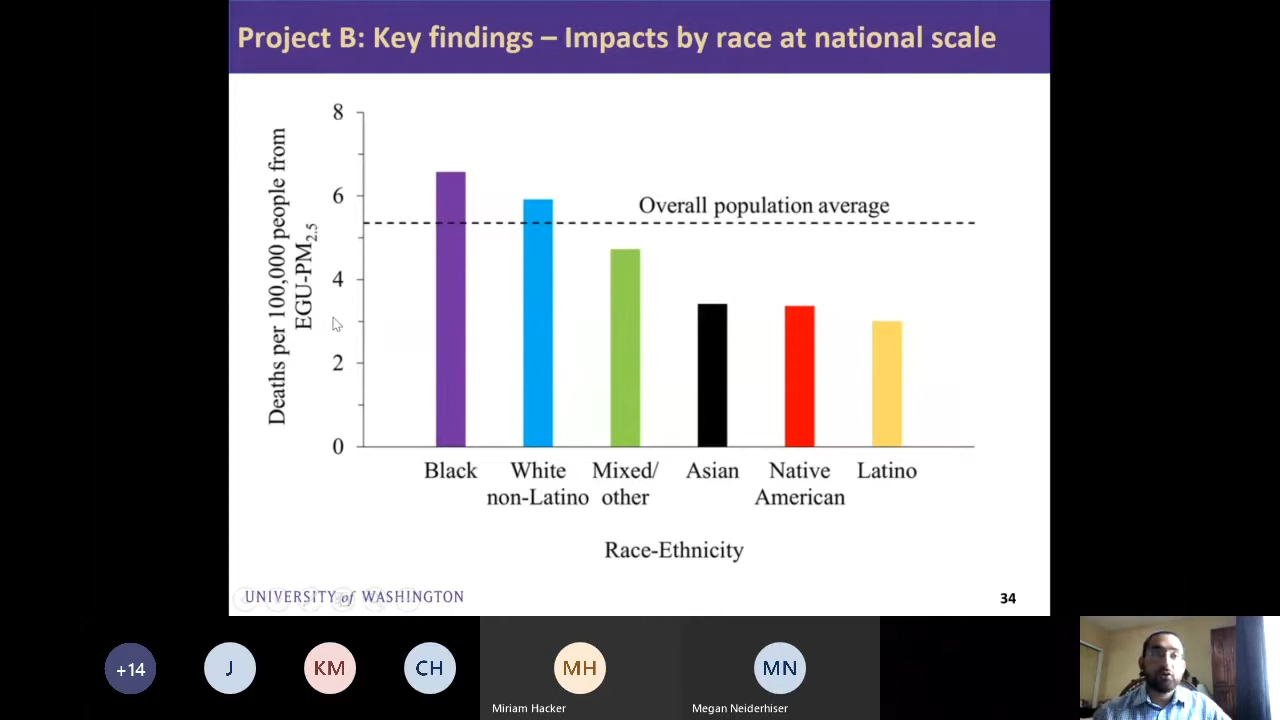 Project B: Key findings – Impacts by race at national scale
Deaths per 100,000 people from
EGU-PM2.5
8
6
4
2
0
Overall population average
Black
White
non-Latino
Mixed/
other
Asian
Native
American
Latino
Race-Ethnicity
UNIVERSITY of WASHINGTON
34
+14
J
KM
CH
MH
MN
Miriam Hacker
Megan Neiderhiser